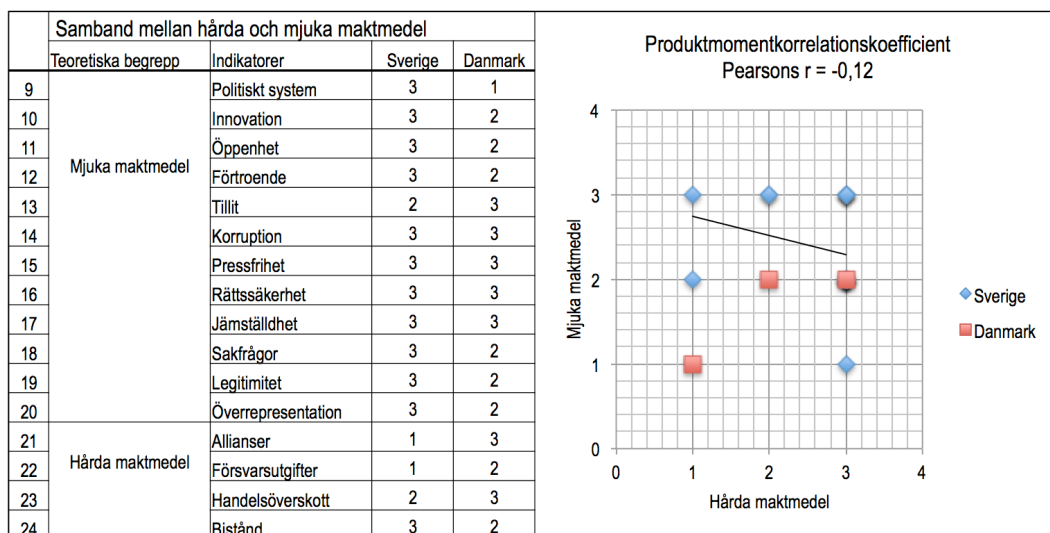 Samband mellan hårda och mjuka maktmedel
Teoretiska begrepp Indikatorer Sverige Danmark
9 Politiskt system 3 1
10 Innovation 3 2
11 Öppenhet 3 2
12 Mjuka maktmedel Förtroende 3 2
13 Tillit 2 3
14 Korruption 3 3
15 Pressfrihet 3 3
16 Rättssäkerhet 3 3
17 Jämställdhet 3 3
18 Sakfrågor 3 2
19 Legitimitet 3 2
20 Överrepresentation 3 2
21 Allianser 1 3
22 Hårda maktmedel Försvarsutgifter 1 2
23 Handelsöverskott 2 3
24 Bistånd 3 2
Produktmomentkorrelationskoefficient
Pearsons r = -0,12
4
3
2
1
0
0 1 2 3 4
Mjuka maktmedel
Hårda maktmedel
Sverige
Danmark